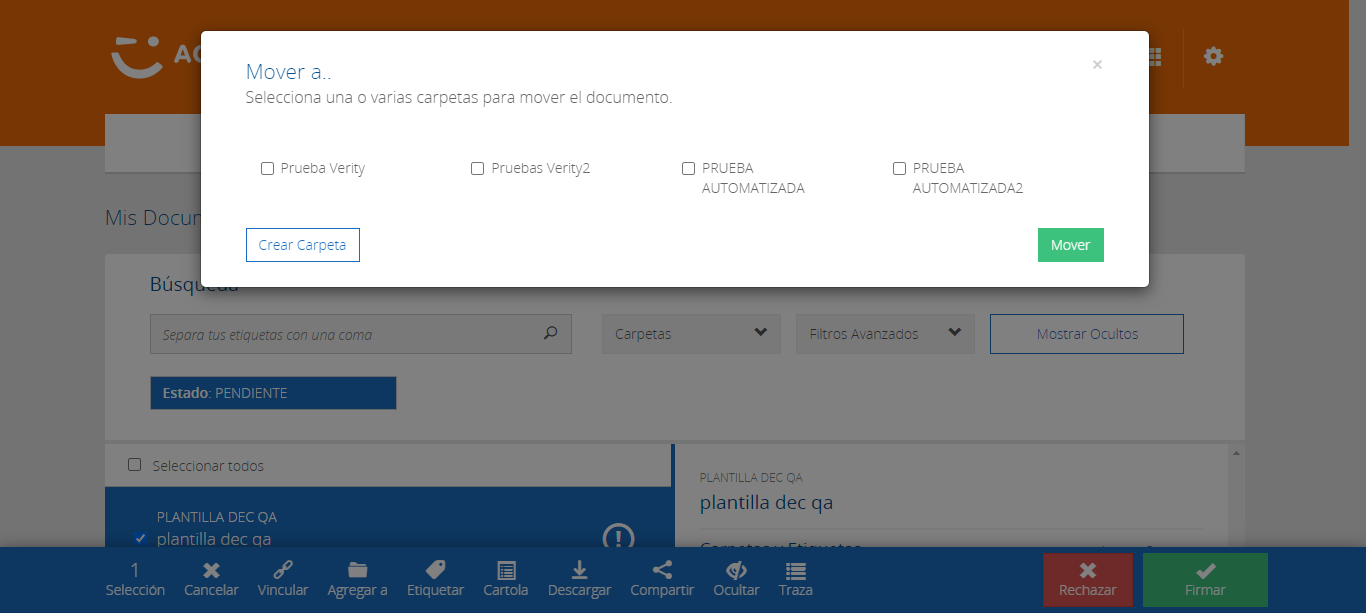 Mover a..
×
Selecciona una o varias carpetas para mover el documento.
Prueba Verity
Pruebas Verity2
PRUEBA
AUTOMATIZADA
PRUEBA
AUTOMATIZADA2
Crear Carpeta
Mover
Mis Docu
Búsqueda
Separa tus etiquetas con una coma
Carpetas
Filtros Avanzados
Mostrar Ocultos
Estado: PENDIENTE
Seleccionar todos
PLANTILLA DEC QA
plantilla dec qa
PLANTILLA DEC QA
plantilla dec qa
Carpetas y Etiquetas
1
Selección
Cancelar
Vincular
Agregar a
Etiquetar
Cartola
Descargar
Compartir
Ocultar
Traza
Rechazar
Firmar